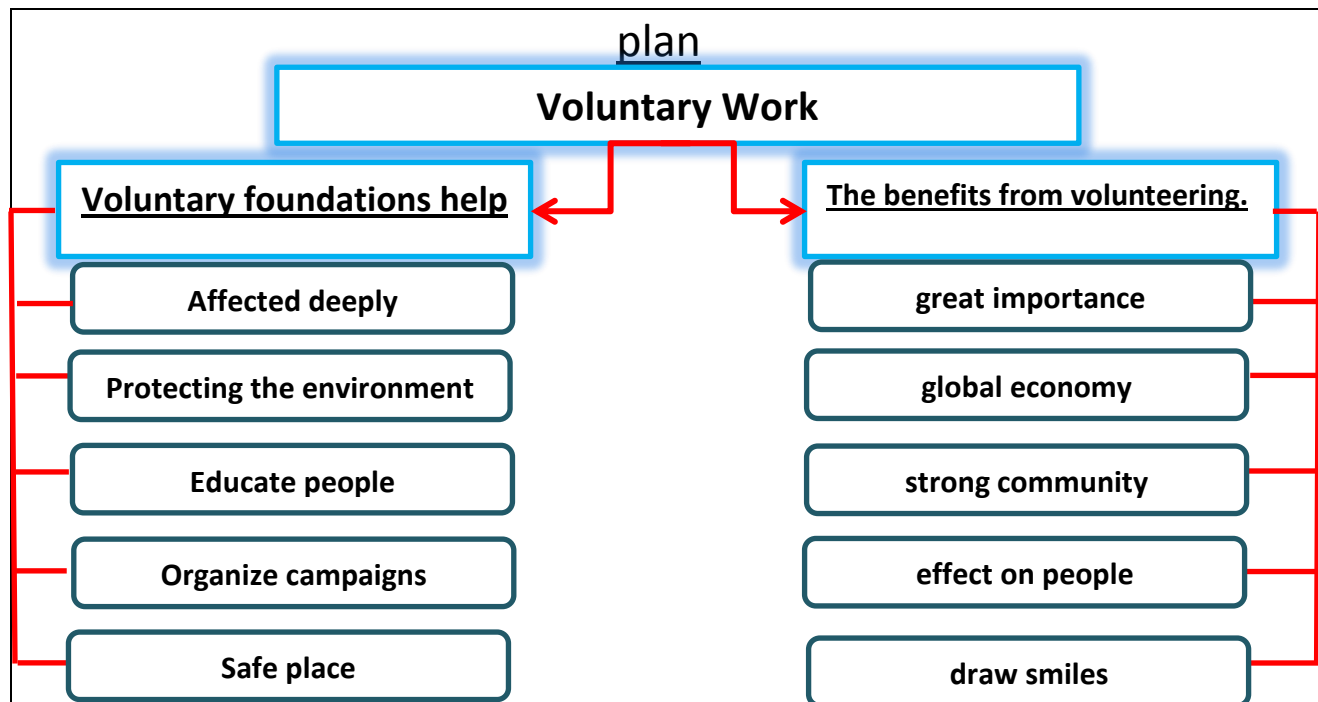 plan
Voluntary Work
Voluntary foundations help
Affected deeply
Protecting the environment
Educate people
Organize campaigns
Safe place
The benefits from volunteering.
great importance
global economy
strong community
effect on people
draw smiles